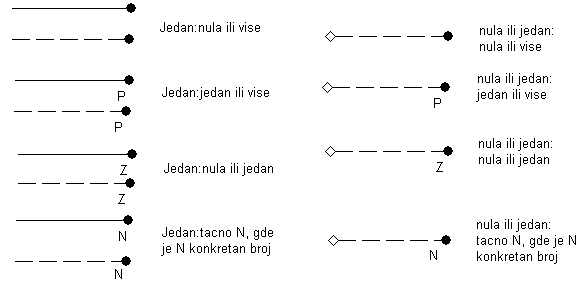 Jedan:nula ili vise
nula ili jedan:
nula ili vise
P
P
Jedan:jedan ili vise
P
nula ili jedan:
jedan ili vise
Z
Z
Jedan:nula ili jedan
Z
nula ili jedan:
nula ili jedan
N
N
Jedan:tacno N, gde
je N konkretan broj
N
nula ili jedan:
tacno N, gde je N
konkretan broj